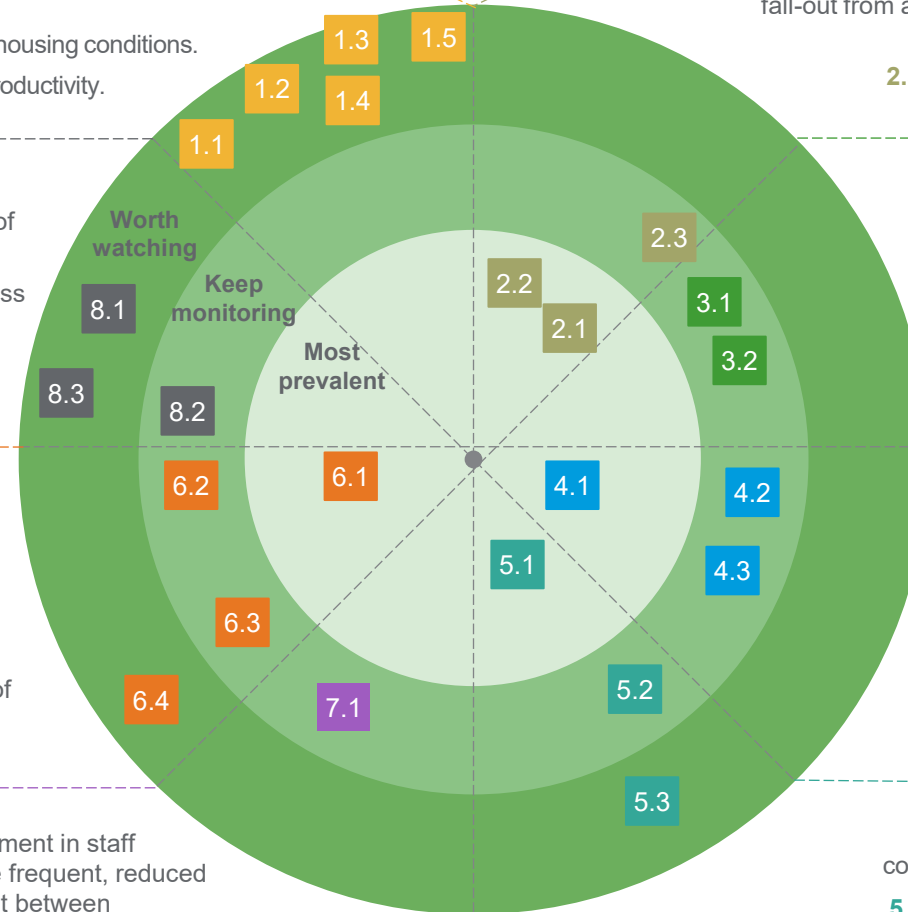 fall-out from a
housing conditions.
roductivity.
2.
1.3
1.5
1.2
1.4
1.1
of
ss
Worth
watching
Keep
monitoring
Most
prevalent
2.3
2.2
2.1
3.1
3.2
8.1
8.3
8.2
6.2
6.1
4.1
4.2
5.1
4.3
6.3
6.4
7.1
5.2
5.3
of
ment in staff
e frequent, reduced
t between
co
5